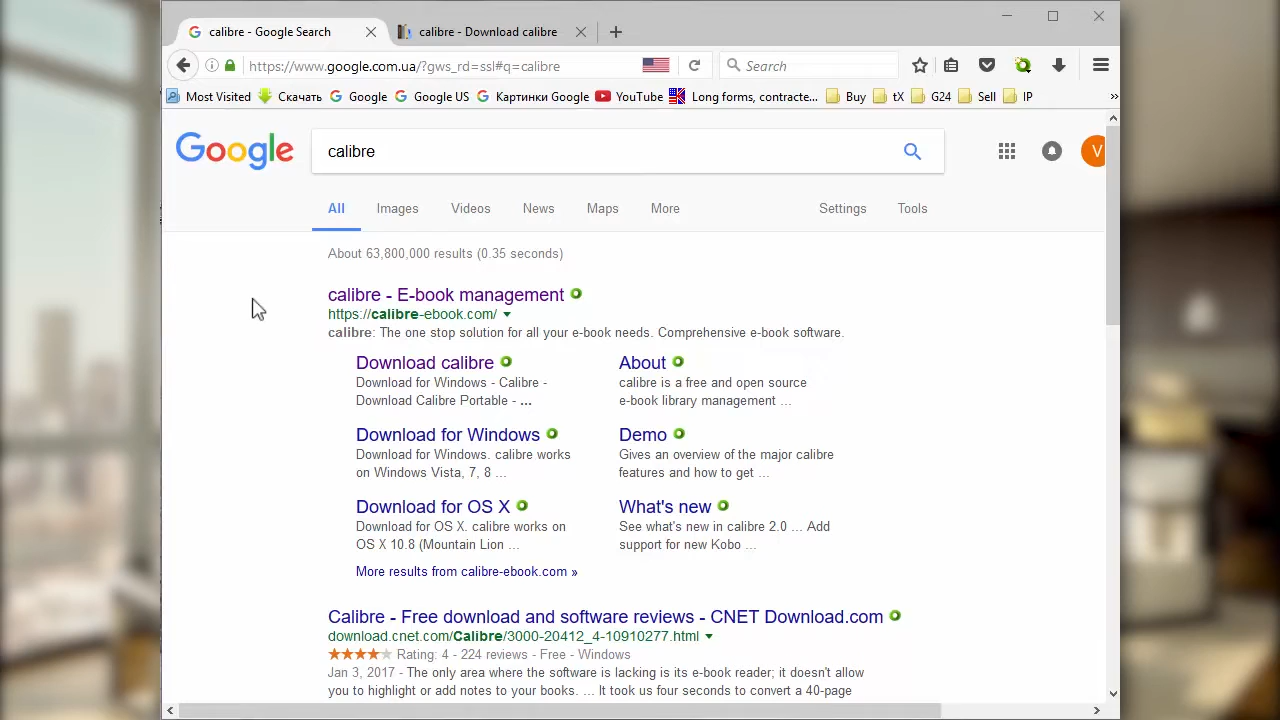 calibre - Google Search
calibre - Download calibre
https://www.google.com.ua/?gws_rd=ssl#q=calibre
Search
Most Visited
Скачать
Google
Google US
Картинки Google
YouTube
Long forms, contracte...
Buy
tX
G24
Sell
IP
Google
calibre
V
All
Images
Videos
News
Maps
More
Settings
Tools
About 63,800,000 results (0.35 seconds)
calibre - E-book management
https://calibre-ebook.com/
calibre: The one stop solution for all your e-book needs. Comprehensive e-book software.
Download calibre
Download for Windows - Calibre -
Download Calibre Portable - ...
About
calibre is a free and open source
e-book library management ...
Download for Windows
Download for Windows. calibre works
on Windows Vista, 7, 8 ...
Demo
Gives an overview of the major calibre
features and how to get ...
Download for OS X
Download for OS X. calibre works on
OS X 10.8 (Mountain Lion ...
What's new
See what's new in calibre 2.0 ... Add
support for new Kobo ...
More results from calibre-ebook.com »
Calibre - Free download and software reviews - CNET Download.com
download.cnet.com/Calibre/3000-20412_4-10910277.html
Rating: 4 - 224 reviews - Free - Windows
Jan 3, 2017 - The only area where the software is lacking is its e-book reader; it doesn't allow
you to highlight or add notes to your books. ... It took us four seconds to convert a 40-page